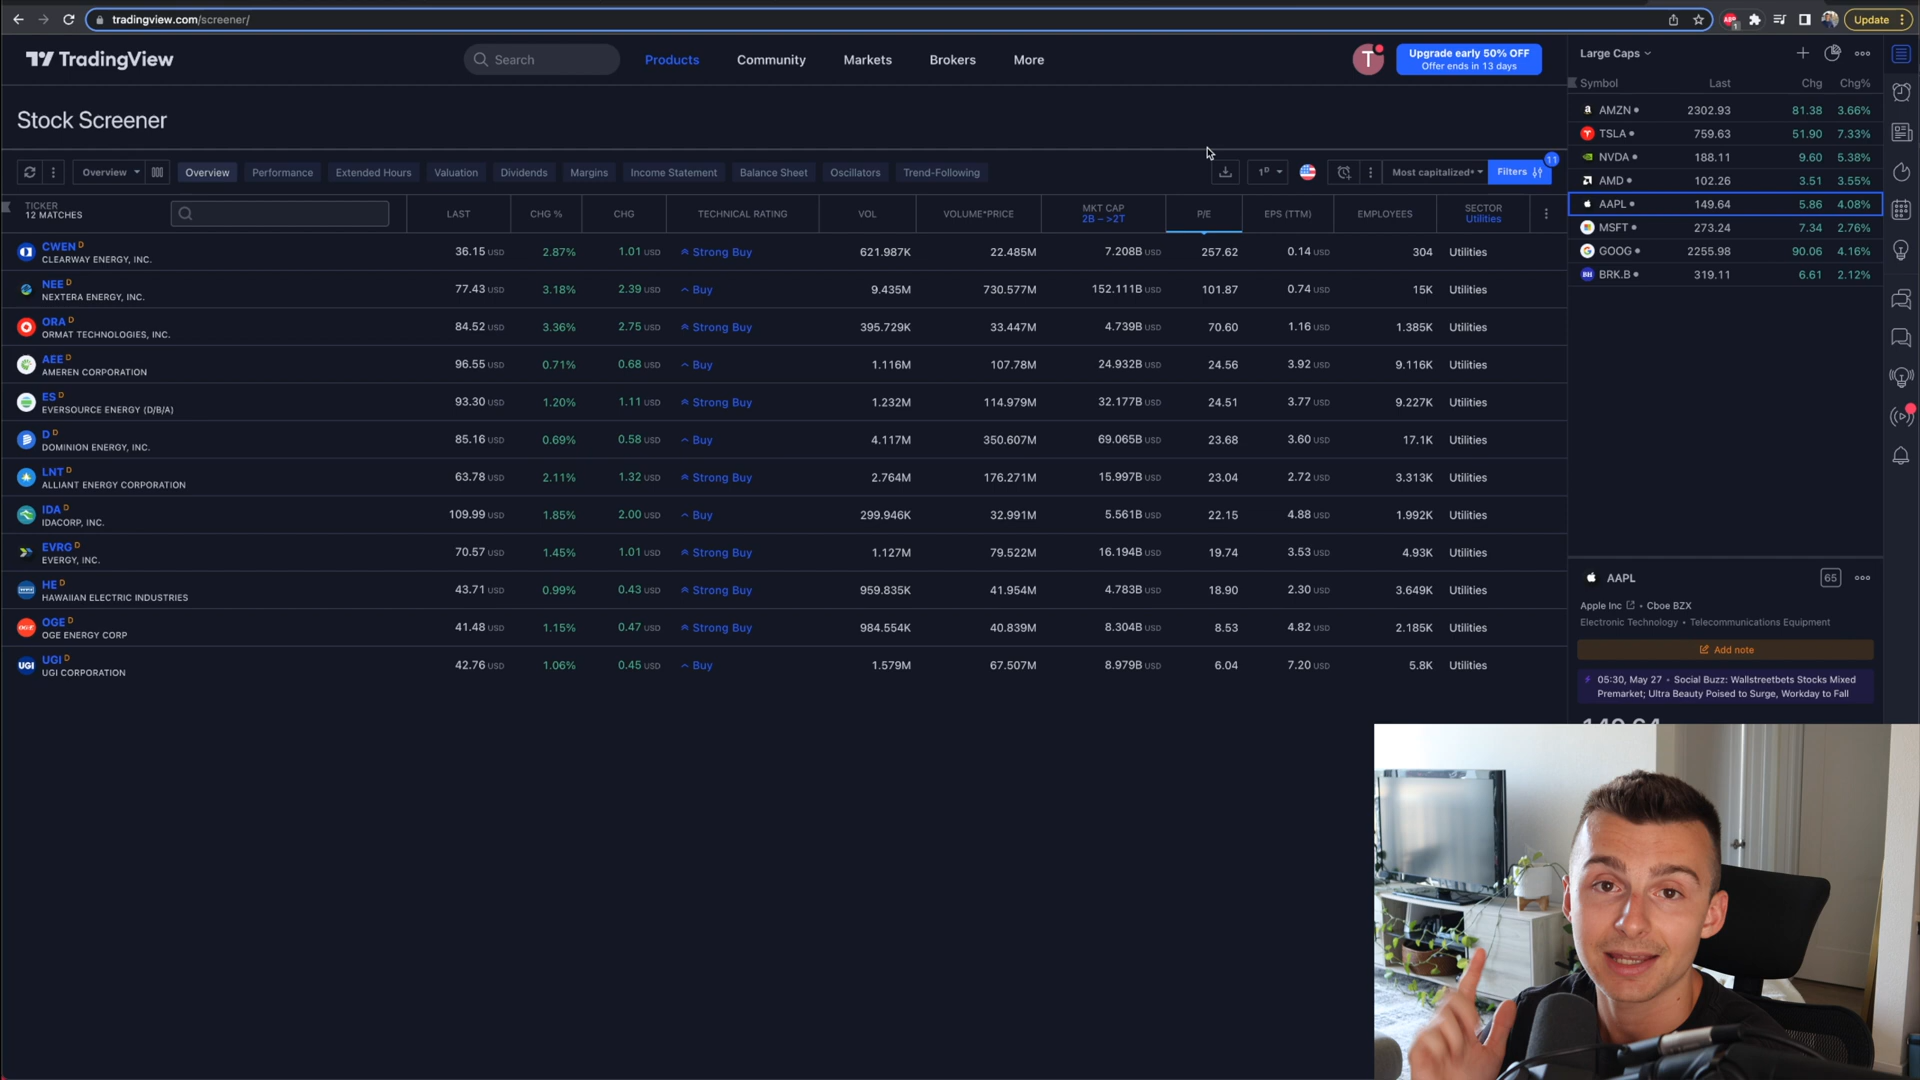 tradingview.com/screener/
Update
TradingView
Search
Products
Community
Markets
Brokers
More
T
Upgrade early 50% OFF
Offer ends in 13 days
Stock Screener
Overview
Overview
Performance
Extended Hours
Valuation
Dividends
Margins
Income Statement
Balance Sheet
Oscillators
Trend-Following
1D
Most capitalized
Filters
11
TICKER
12 MATCHES
LAST CHG % CHG TECHNICAL RATING VOL VOLUME*PRICE MKT CAP P/E EPS (TTM) EMPLOYEES SECTOR
2B – >2T Utilities
CWEN D 36.15 USD 2.87% 1.01 USD Strong Buy 621.987K 22.485M 7.208B USD 257.62 0.14 USD 304 Utilities
CLEARWAY ENERGY, INC.
NEE D 77.43 USD 3.18% 2.39 USD Buy 9.435M 730.577M 152.111B USD 101.87 0.74 USD 15K Utilities
NEXTERA ENERGY, INC.
ORA D 84.52 USD 3.36% 2.75 USD Strong Buy 395.729K 33.447M 4.739B USD 70.60 1.16 USD 1.385K Utilities
ORMAT TECHNOLOGIES, INC.
AEE D 96.55 USD 0.71% 0.68 USD Buy 1.116M 107.78M 24.932B USD 24.56 3.92 USD 9.116K Utilities
AMEREN CORPORATION
ES D 93.30 USD 1.20% 1.11 USD Strong Buy 1.232M 114.979M 32.177B USD 24.51 3.77 USD 9.227K Utilities
EVERSOURCE ENERGY (D/B/A)
D D 85.16 USD 0.69% 0.58 USD Buy 4.117M 350.607M 69.065B USD 23.68 3.60 USD 17.1K Utilities
DOMINION ENERGY, INC.
LNT D 63.78 USD 2.11% 1.32 USD Strong Buy 2.764M 176.271M 15.997B USD 23.04 2.72 USD 3.313K Utilities
ALLIANT ENERGY CORPORATION
IDA D 109.99 USD 1.85% 2.00 USD Buy 299.946K 32.991M 5.561B USD 22.15 4.88 USD 1.992K Utilities
IDACORP, INC.
EVRG D 70.57 USD 1.45% 1.01 USD Strong Buy 1.127M 79.522M 16.194B USD 19.74 3.53 USD 4.93K Utilities
EVERGY, INC.
HE D 43.71 USD 0.99% 0.43 USD Strong Buy 959.835K 41.954M 4.783B USD 18.90 2.30 USD 3.649K Utilities
HAWAIIAN ELECTRIC INDUSTRIES
OGE D 41.48 USD 1.15% 0.47 USD Strong Buy 984.554K 40.839M 8.304B USD 8.53 4.82 USD 2.185K Utilities
OGE ENERGY CORP
UGI UGI D 42.76 USD 1.06% 0.45 USD Buy 1.579M 67.507M 8.979B USD 6.04 7.20 USD 5.8K Utilities
UGI CORPORATION
Large Caps
Symbol Last Chg Chg%
AMZN 2302.93 81.38 3.66%
TSLA 759.63 51.90 7.33%
NVDA 188.11 9.60 5.38%
AMD 102.26 3.51 3.55%
AAPL 149.64 5.86 4.08%
MSFT 273.24 7.34 2.76%
GOOG 2255.98 90.06 4.16%
BH BRK.B 319.11 6.61 2.12%
AAPL 65
Apple Inc • Cboe BZX
Electronic Technology • Telecommunications Equipment
Add note
05:30, May 27 • Social Buzz: Wallstreetbets Stocks Mixed
Premarket; Ultra Beauty Poised to Surge, Workday to Fall
149.64